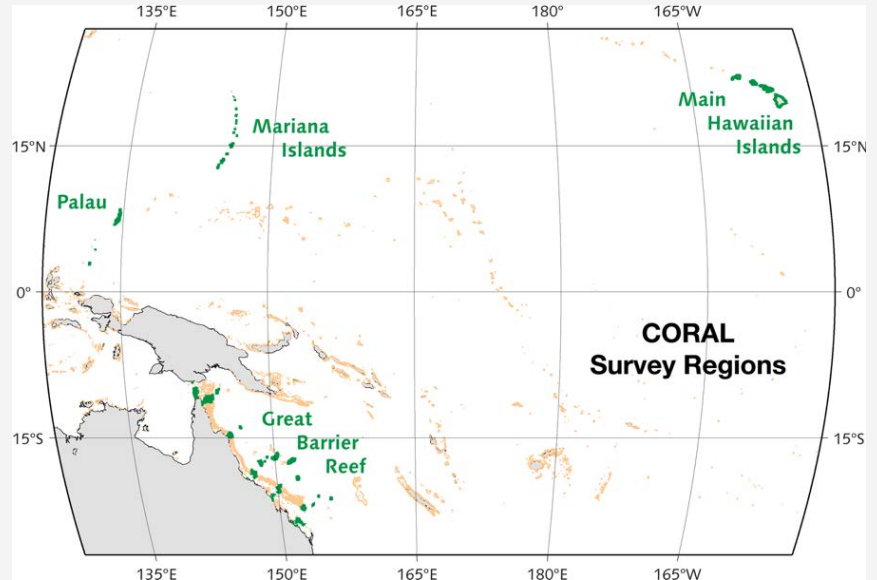 135°E 150°E 165°E 180° 165°W
Main
Hawaiian
Islands
Mariana
Islands
15°N 15°N
Palau
0° 0°
CORAL
Survey Regions
Great
Barrier
Reef
15°S 15°S
135°E 150°E 165°E 180° 165°W